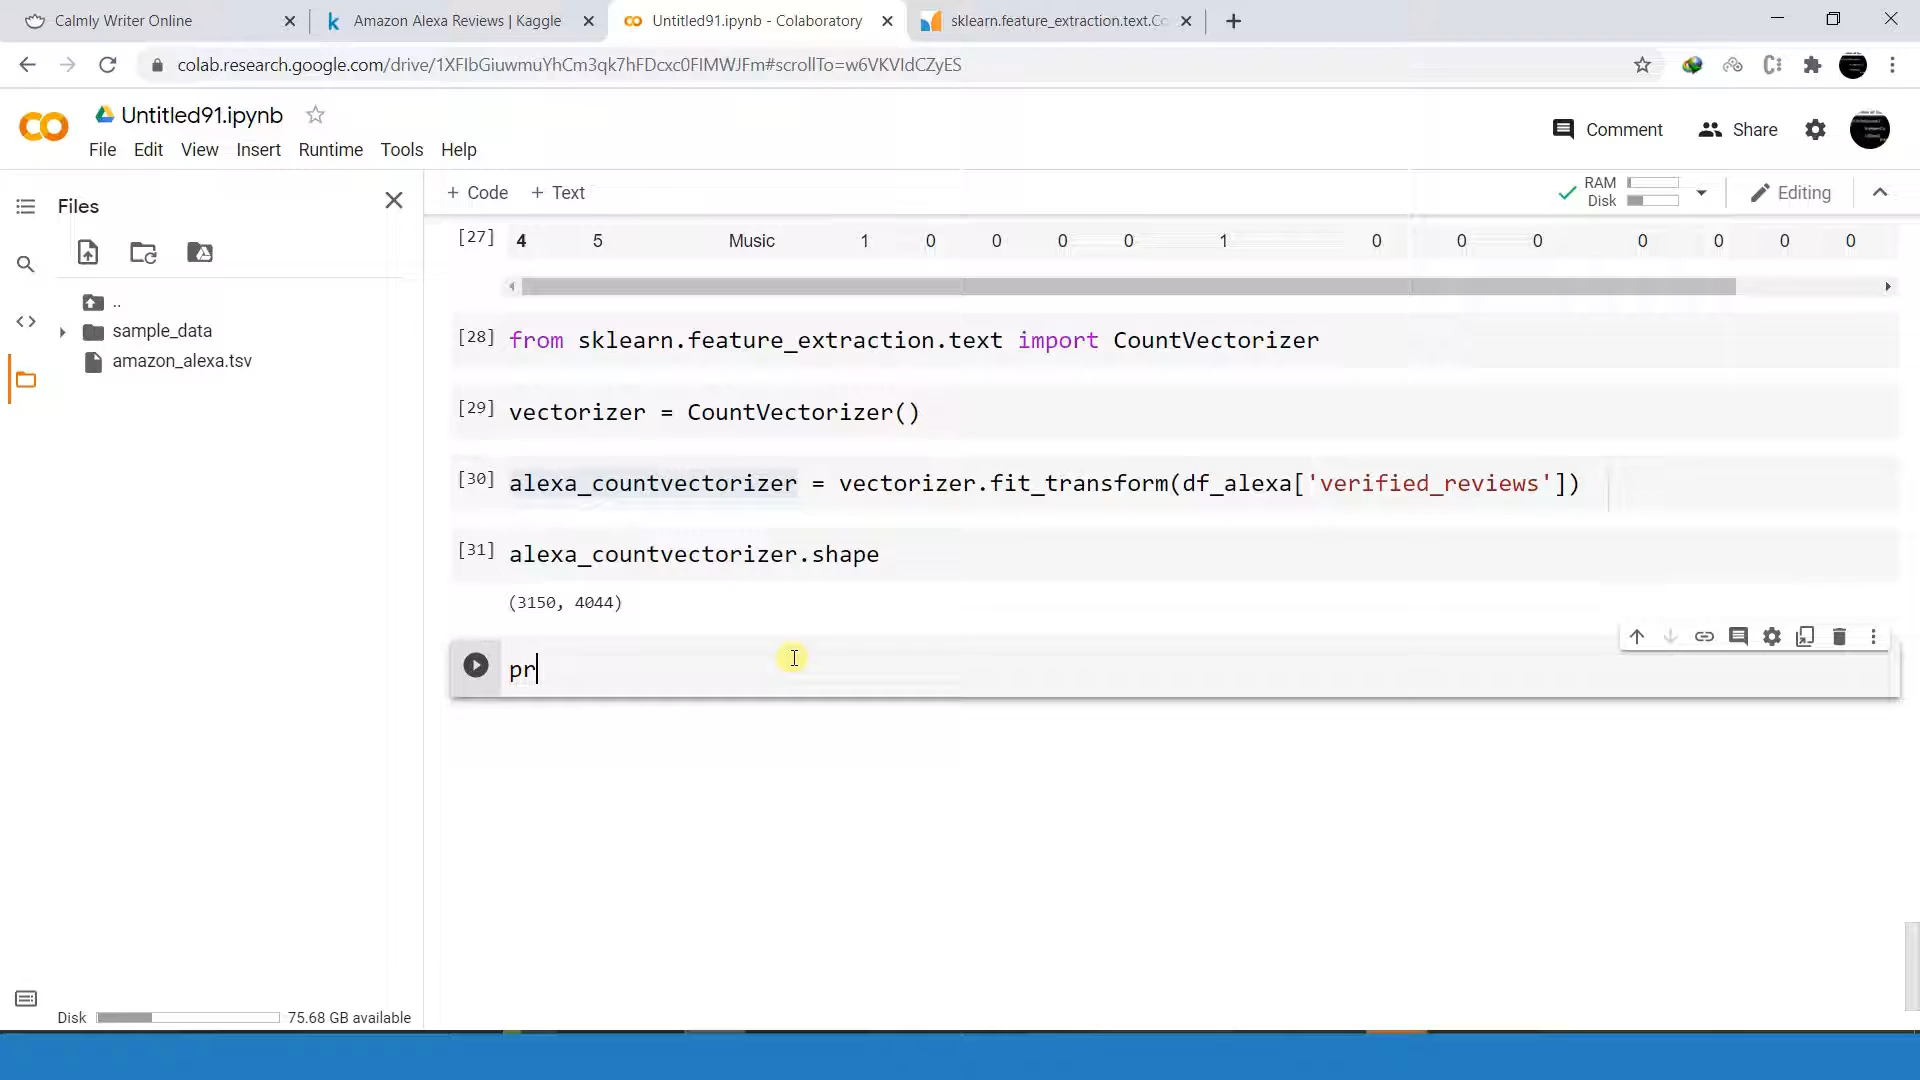 Calmly Writer Online
Amazon Alexa Reviews | Kaggle
Untitled91.ipynb - Colaboratory
sklearn.feature_extraction.text.Co
colab.research.google.com/drive/1XFIbGiuwmuYhCm3qk7hFDcxc0FIMWJFm#scrollTo=w6VKVIdCZyES
Untitled91.ipynb
File Edit View Insert Runtime Tools Help
Comment Share
Files
+ Code + Text
RAM
Disk
Editing
..
sample_data
amazon_alexa.tsv
[27] 4 5 Music 1 0 0 0 0 1 0 0 0 0 0 0 0
[28] from sklearn.feature_extraction.text import CountVectorizer
[29] vectorizer = CountVectorizer()
[30] alexa_countvectorizer = vectorizer.fit_transform(df_alexa['verified_reviews'])
[31] alexa_countvectorizer.shape
(3150, 4044)
pr
Disk 75.68 GB available